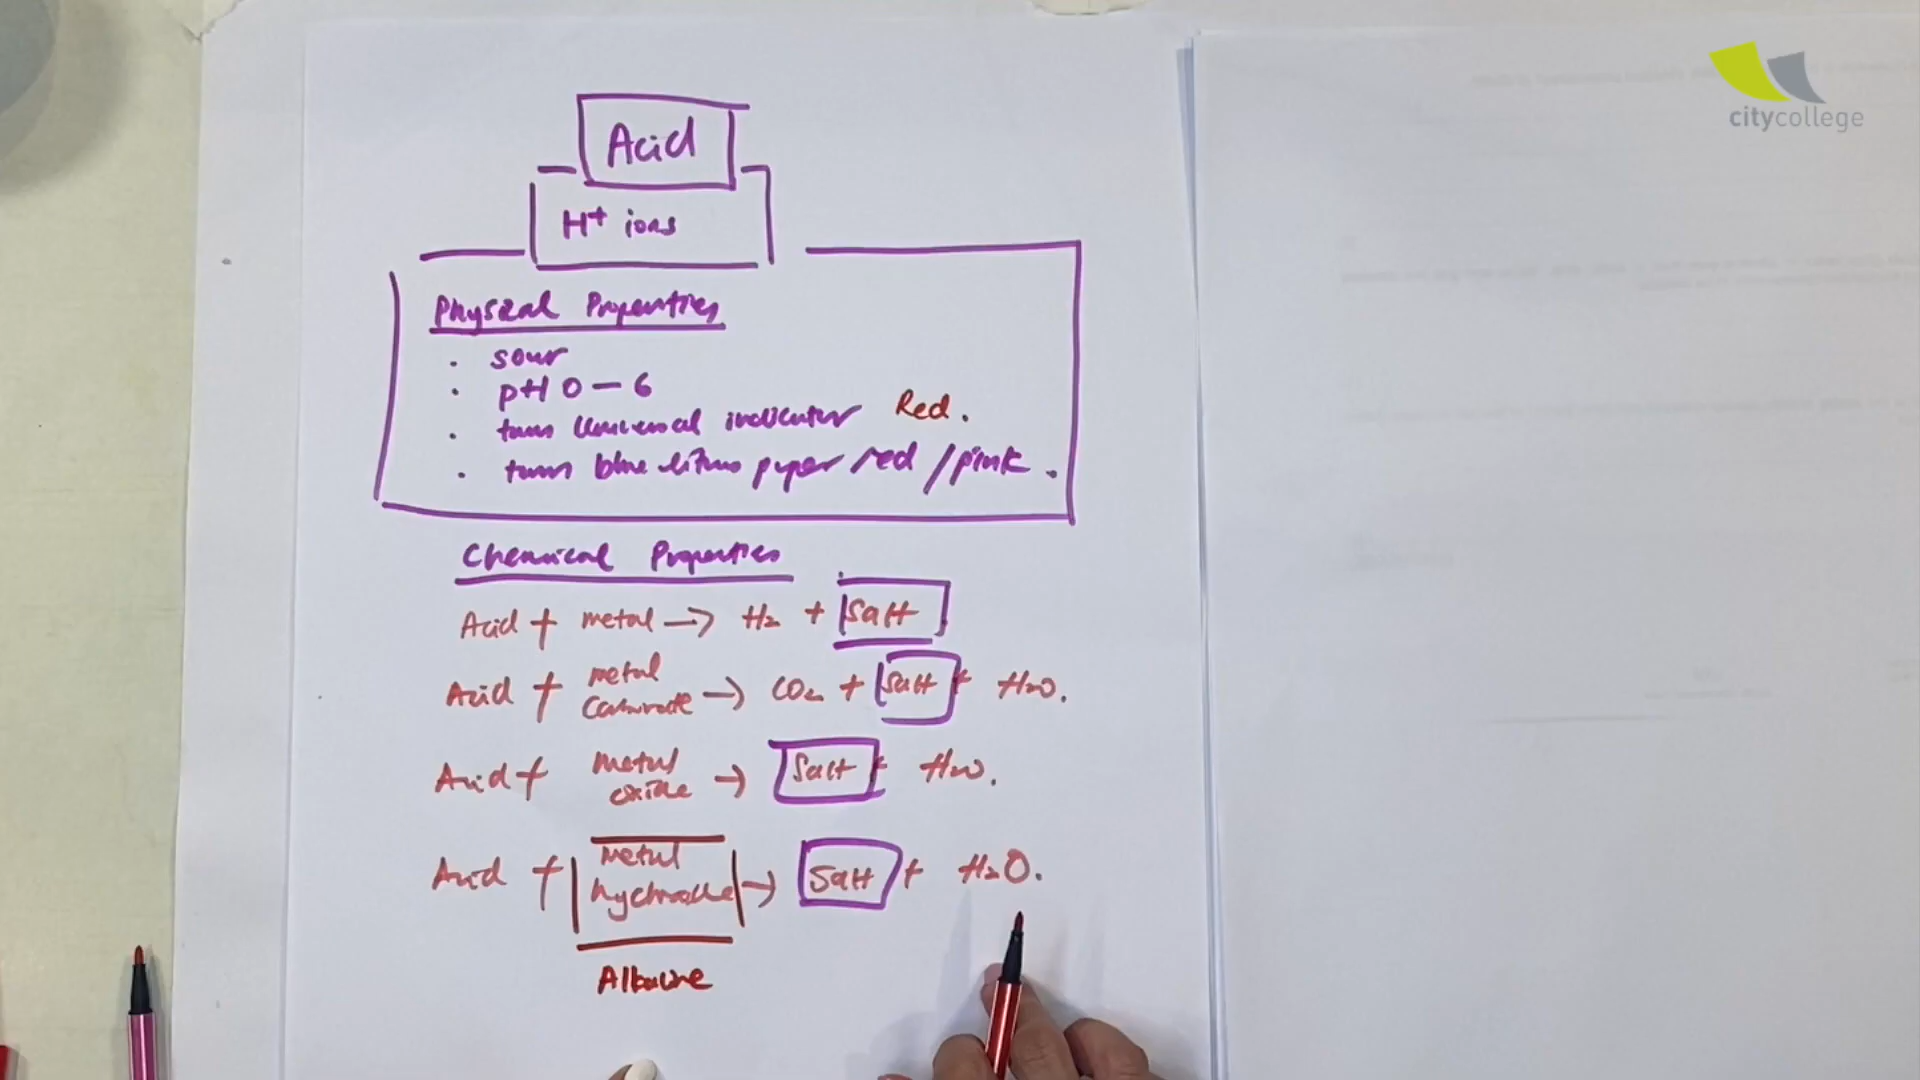 citycollege
Acid
H⁺ ions
Physical Properties
· sour
· pH 0 – 6
· turns Universal indicator Red.
· turns blue litmus paper red/pink.
Chemical Properties
Acid + metal → H₂ + Salt
Acid + metal carbonate → CO₂ + Salt + H₂O.
Acid + metal oxide → Salt + H₂O.
Acid + metal hydroxide → Salt + H₂O.
Alkaline